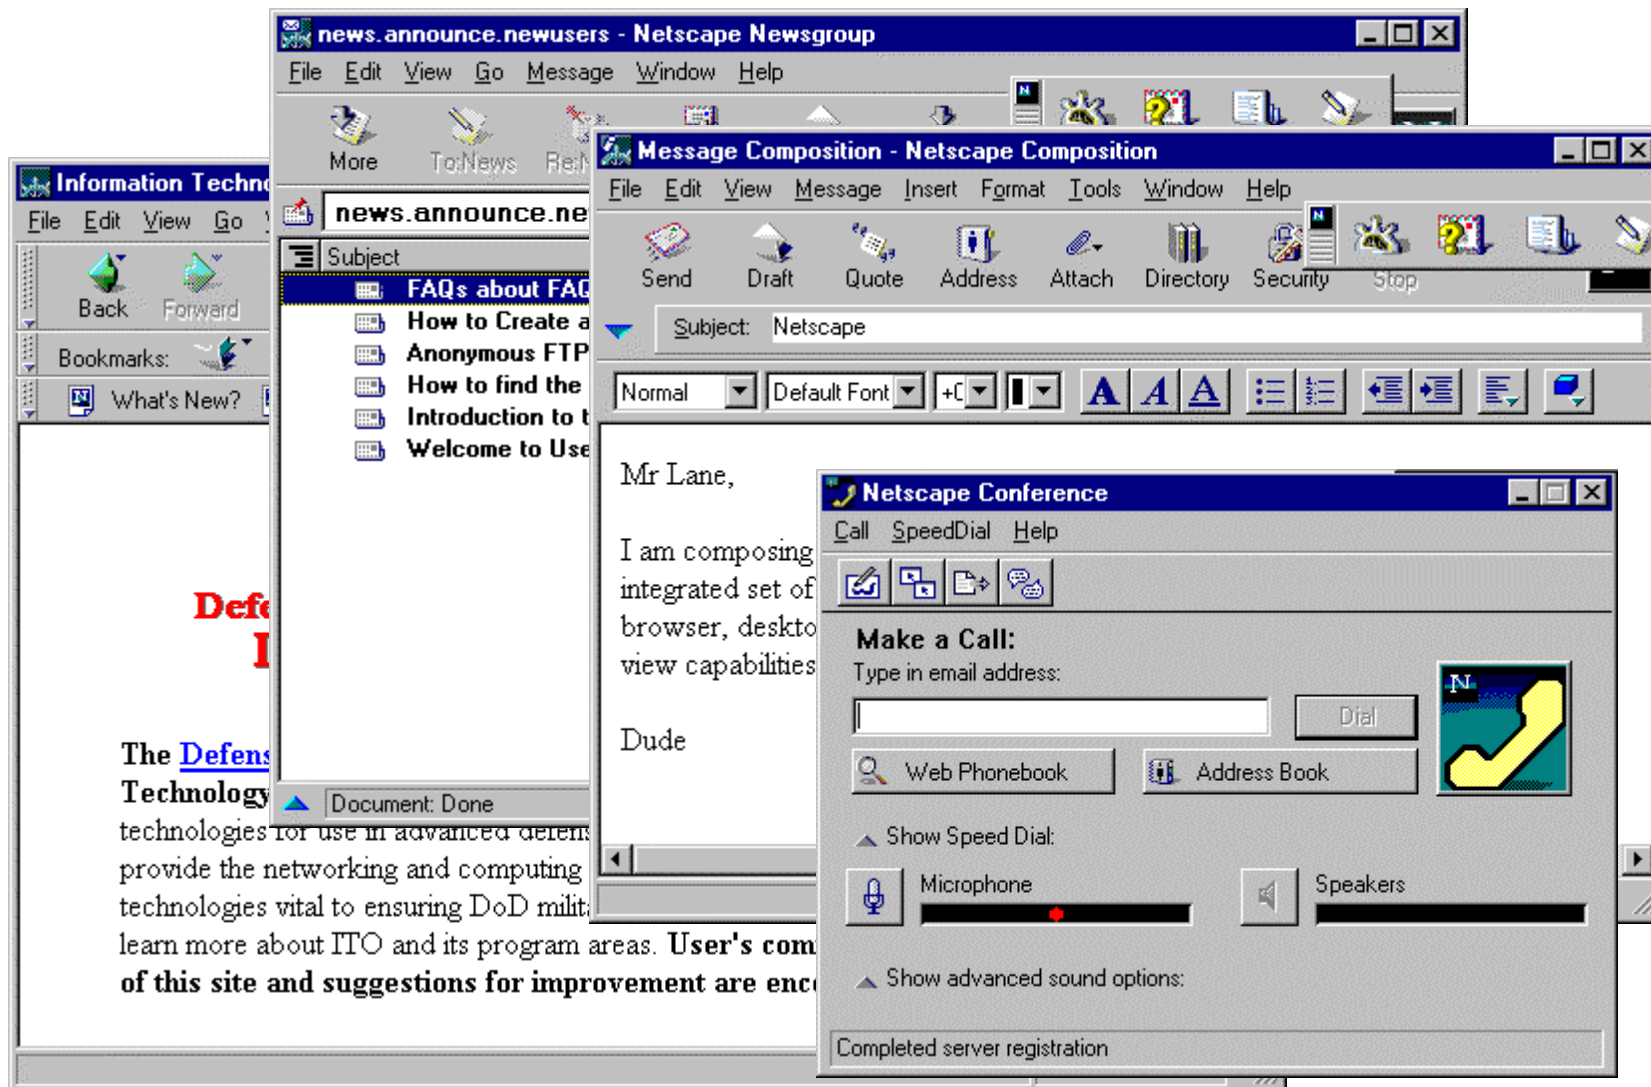 news.announce.newusers - Netscape Newsgroup
File Edit View Go Message Window Help
More To:News
news.announce.ne
Subject
FAQs about FAQ
How to Create a
Anonymous FTP
How to find the
Introduction to t
Welcome to Use
Document: Done
Information Techno
File Edit View Go
Back Forward
Bookmarks:
What's New?
Defe
The Defens
Technology
technologies for use in advanced defens
provide the networking and computing
technologies vital to ensuring DoD milita
learn more about ITO and its program areas. User's com
of this site and suggestions for improvement are enco
Message Composition - Netscape Composition
File Edit View Message Insert Format Tools Window Help
Send Draft Quote Address Attach Directory Security Stop
Subject: Netscape
Normal Default Font
A A A
Mr Lane,
I am composing
integrated set of
browser, deskto
view capabilities
Dude
Netscape Conference
Call SpeedDial Help
Make a Call:
Type in email address:
Dial
N
Web Phonebook Address Book
Show Speed Dial:
Microphone Speakers
Show advanced sound options:
Completed server registration